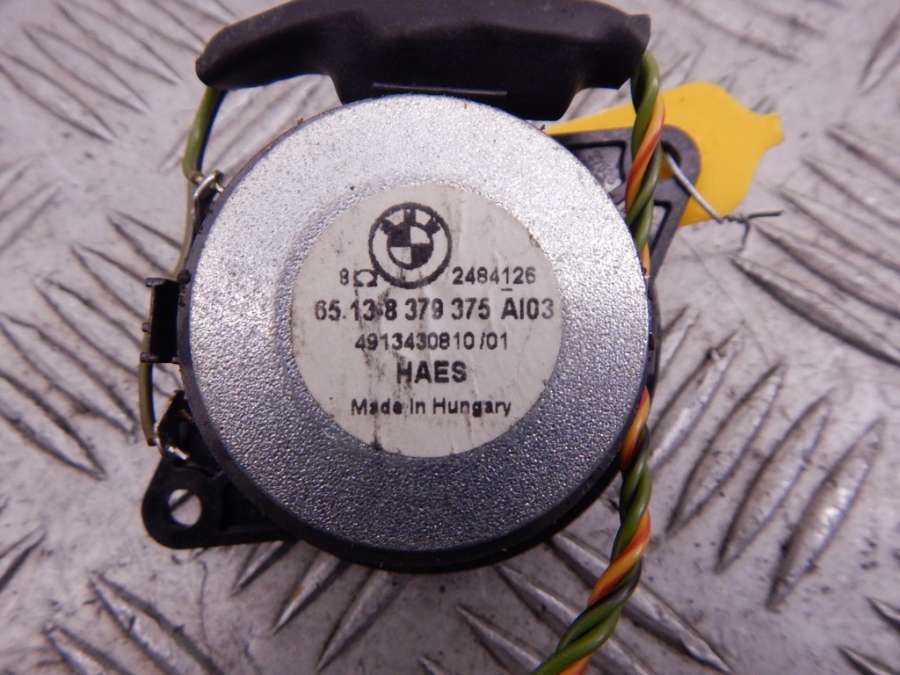 8Ω 2484126
65.13-8 379 375 AI03
4913430810/01
HAES
Made in Hungary